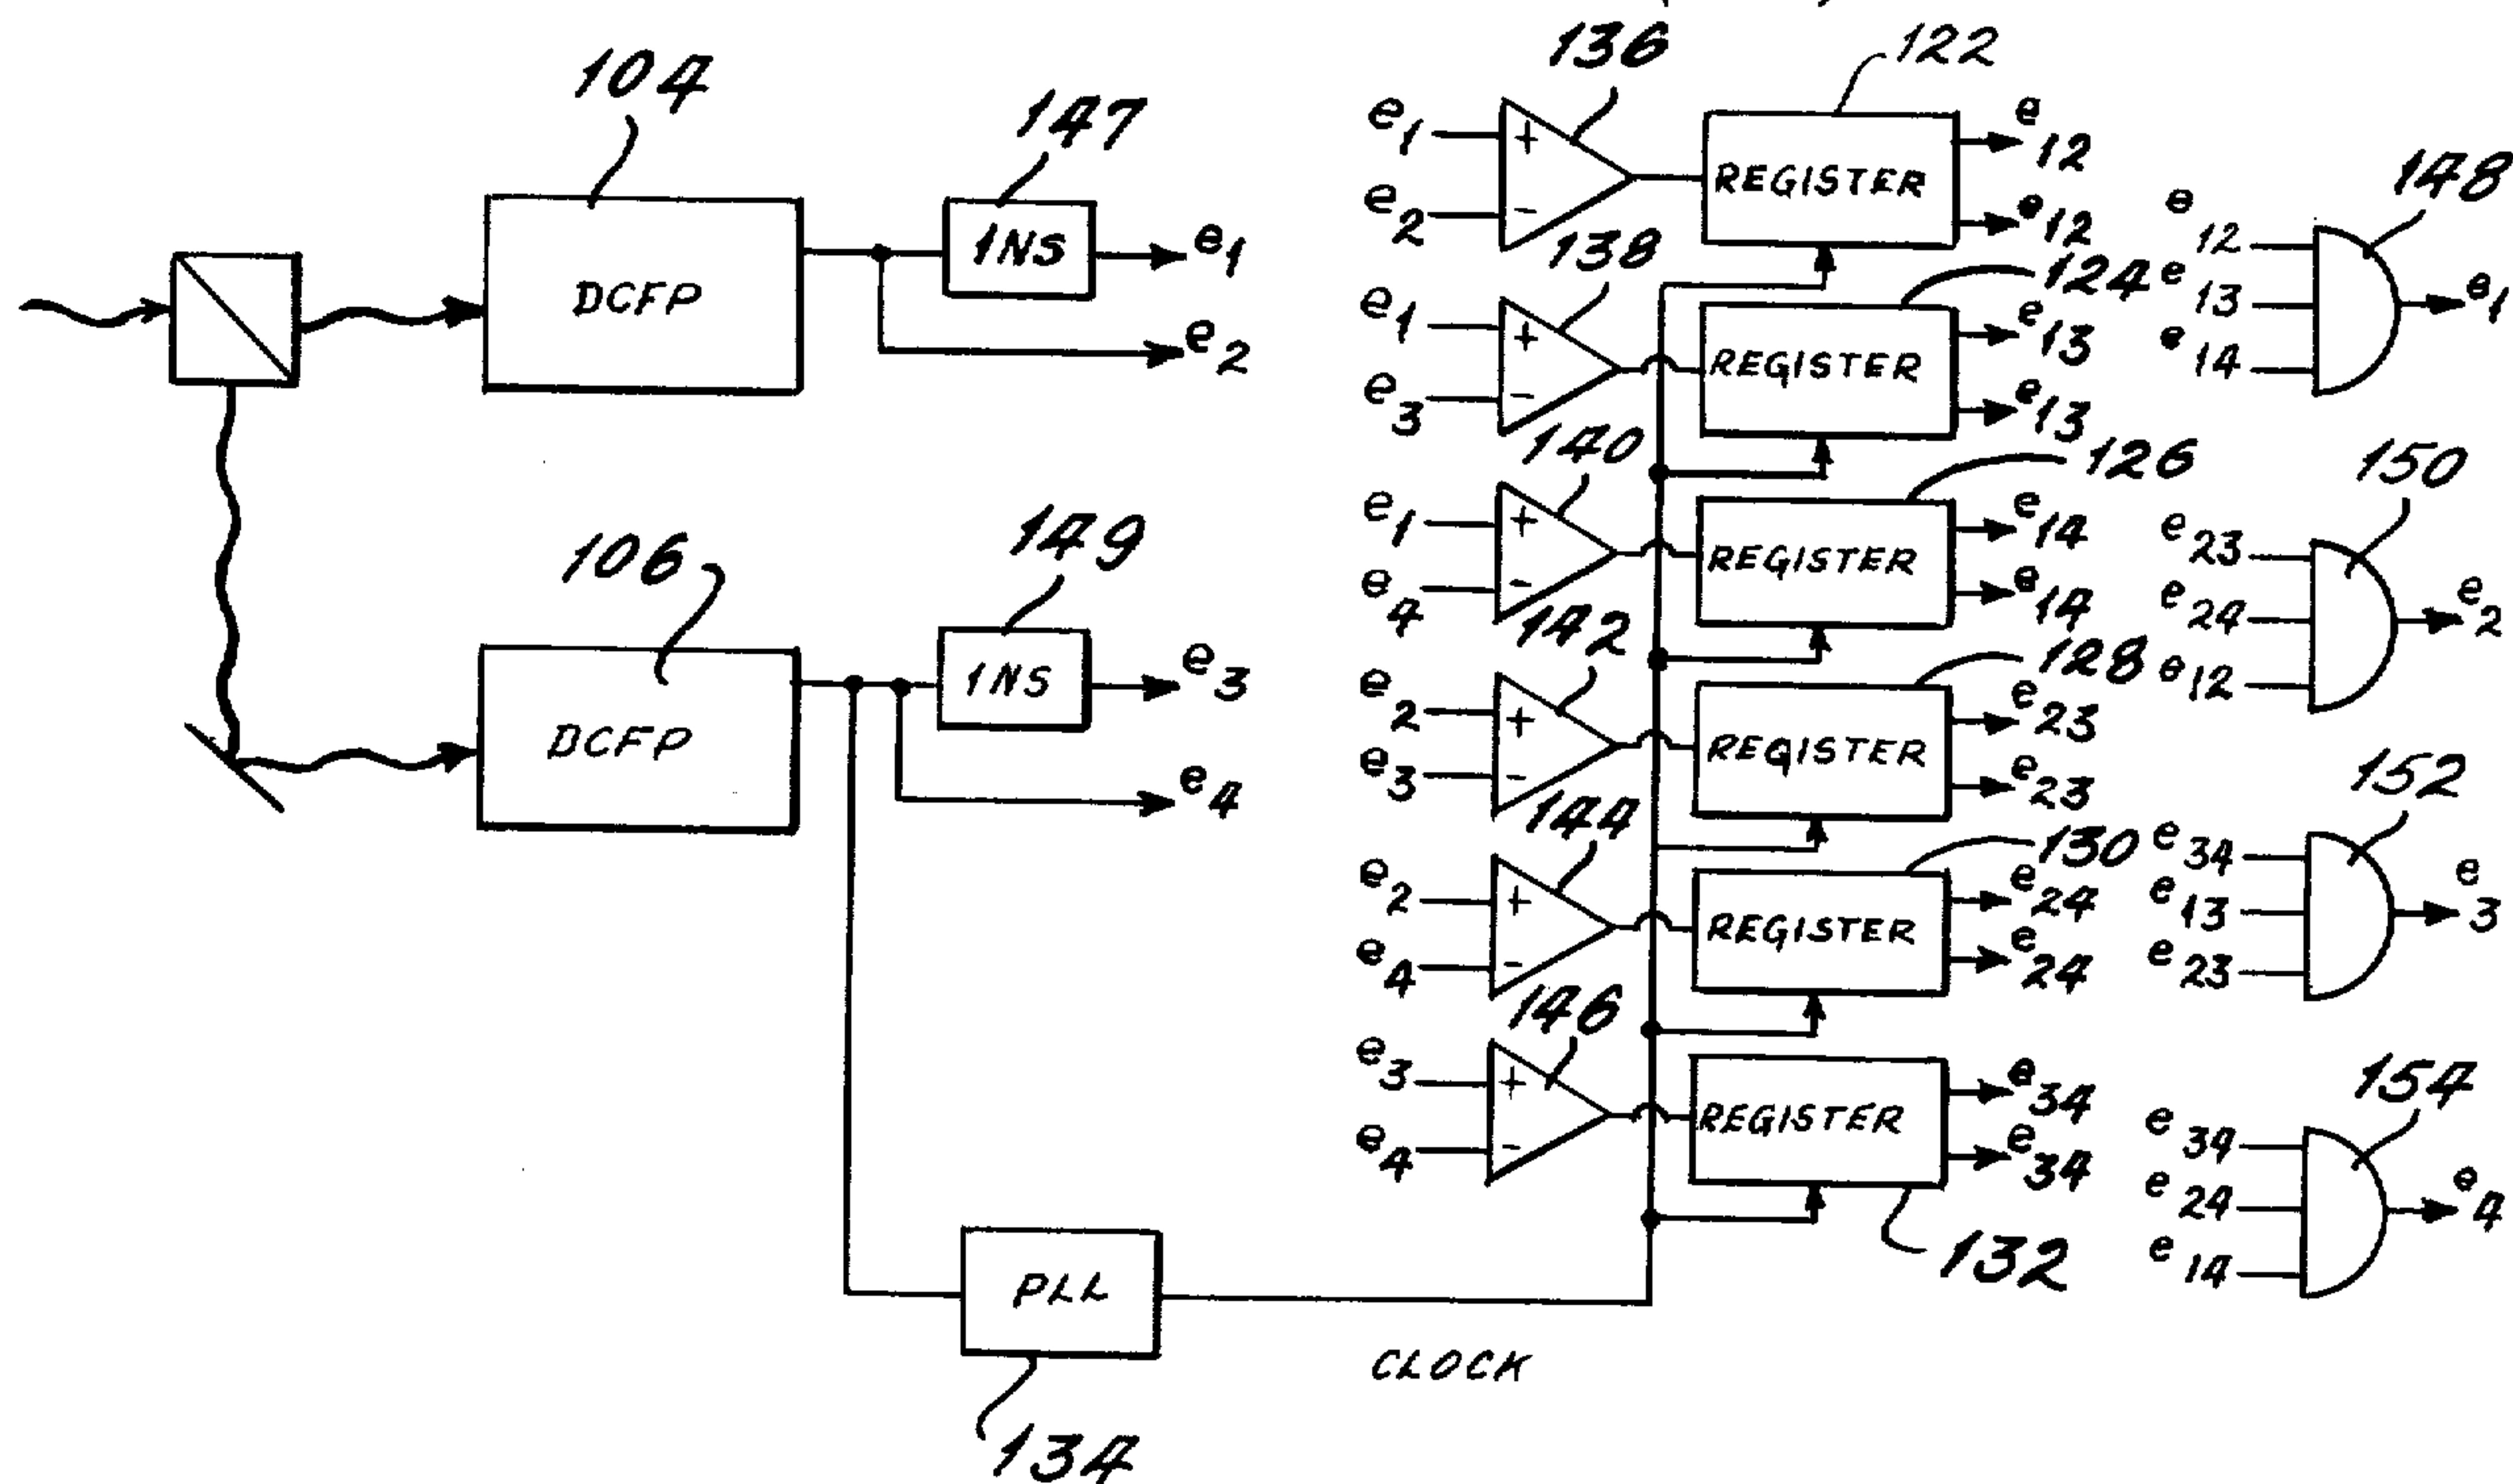 104
147
DCFP
INS
e1
e2
106
149
DCFP
INS
e3
e4
PLL
134
CLOCK
136
122
e1
e2
+
-
REGISTER
e12
e12
138
124
e1
e3
+
-
REGISTER
e13
e13
140
126
e1
e4
+
-
REGISTER
e14
e14
142
128
e2
e3
+
-
REGISTER
e23
e23
144
130
e2
e4
+
-
REGISTER
e24
e24
146
e3
e4
+
-
REGISTER
e34
e34
132
148
e12
e13
e14
e1
150
e23
e24
e12
e2
152
e34
e13
e23
e3
154
e34
e24
e14
e4